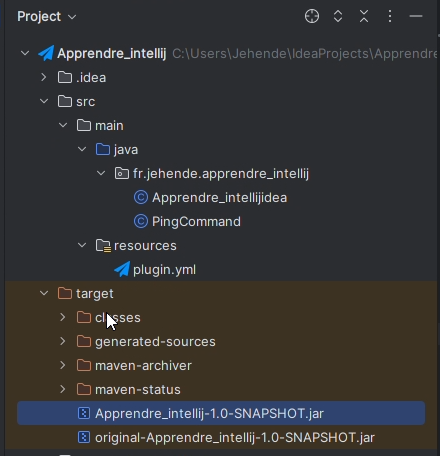 Project
Apprendre_intellij C:\Users\Jehende\IdeaProjects\Apprendre
.idea
src
main
java
fr.jehende.apprendre_intellij
Apprendre_intellijidea
PingCommand
resources
plugin.yml
target
classes
generated-sources
maven-archiver
maven-status
Apprendre_intellij-1.0-SNAPSHOT.jar
original-Apprendre_intellij-1.0-SNAPSHOT.jar